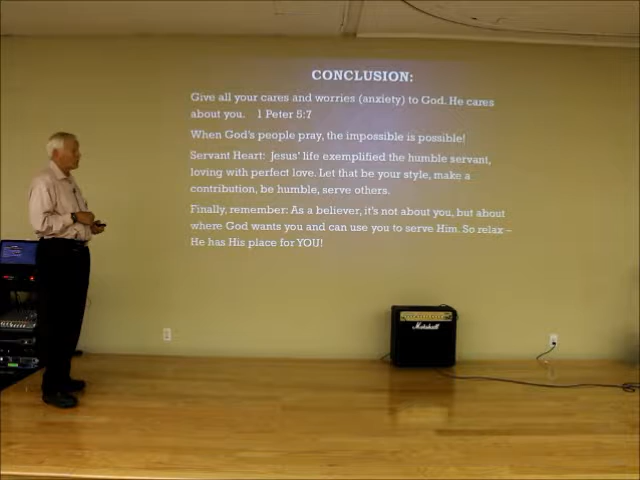 CONCLUSION:
Give all your cares and worries (anxiety) to God. He cares
about you. 1 Peter 5:7
When God's people pray, the impossible is possible!
Servant Heart: Jesus' life exemplified the humble servant,
loving with perfect love. Let that be your style, make a
contribution, be humble, serve others.
Finally, remember: As a believer, it's not about you, but about
where God wants you and can use you to serve Him. So relax –
He has His place for YOU!
Marshall